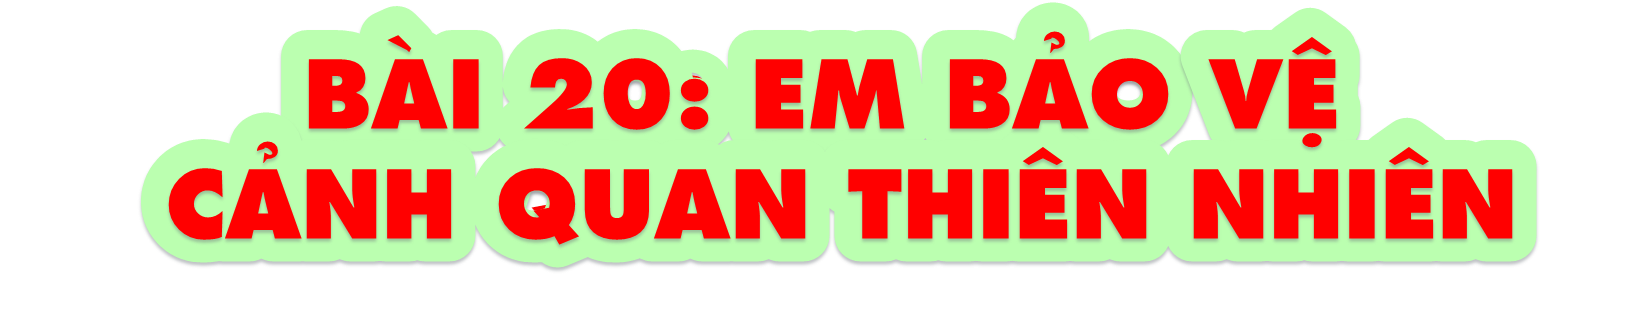 BÀI 20: EM BẢO VỆ
CẢNH QUAN THIÊN NHIÊN